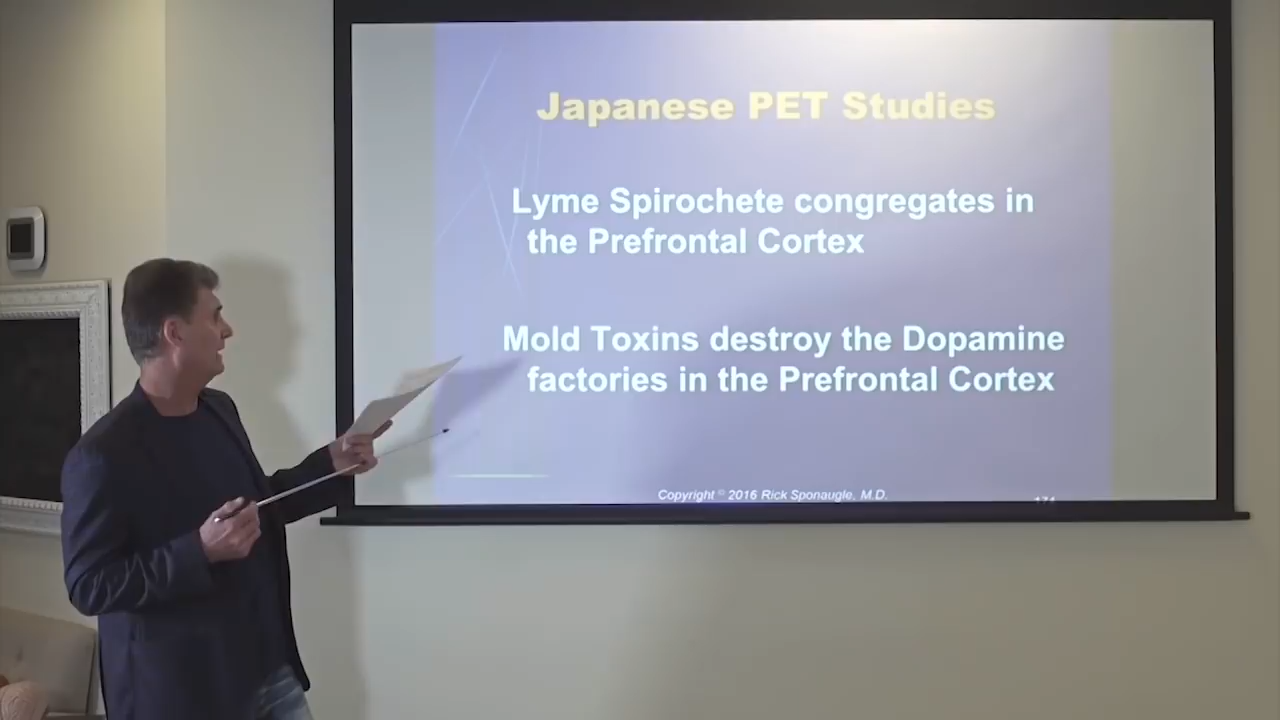 Japanese PET Studies
Lyme Spirochete congregates in
the Prefrontal Cortex
Mold Toxins destroy the Dopamine
factories in the Prefrontal Cortex
Copyright © 2016 Rick Sponaugle, M.D.